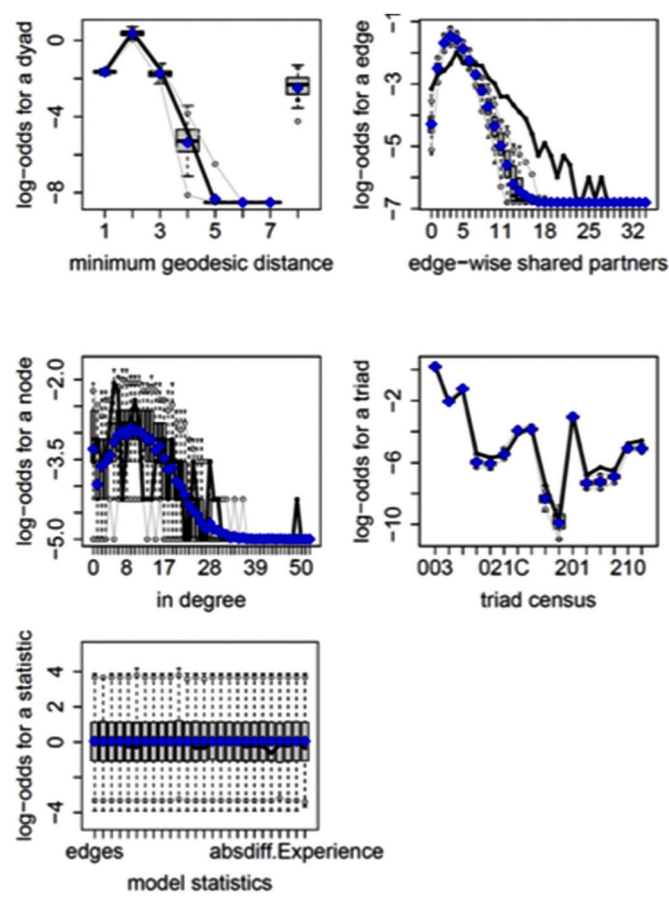 log−odds for a dyad
0
−4
−8
1 3 5 7
minimum geodesic distance
log−odds for a edge
−1
−3
−5
−7
0 5 11 18 25 32
edge−wise shared partners
log−odds for a node
−2.0
−3.5
−5.0
0 8 17 28 39 50
in degree
log−odds for a triad
−2
−6
−10
003 021C 201 210
triad census
log−odds for a statistic
4
2
0
−4
edges absdiff.Experience
model statistics